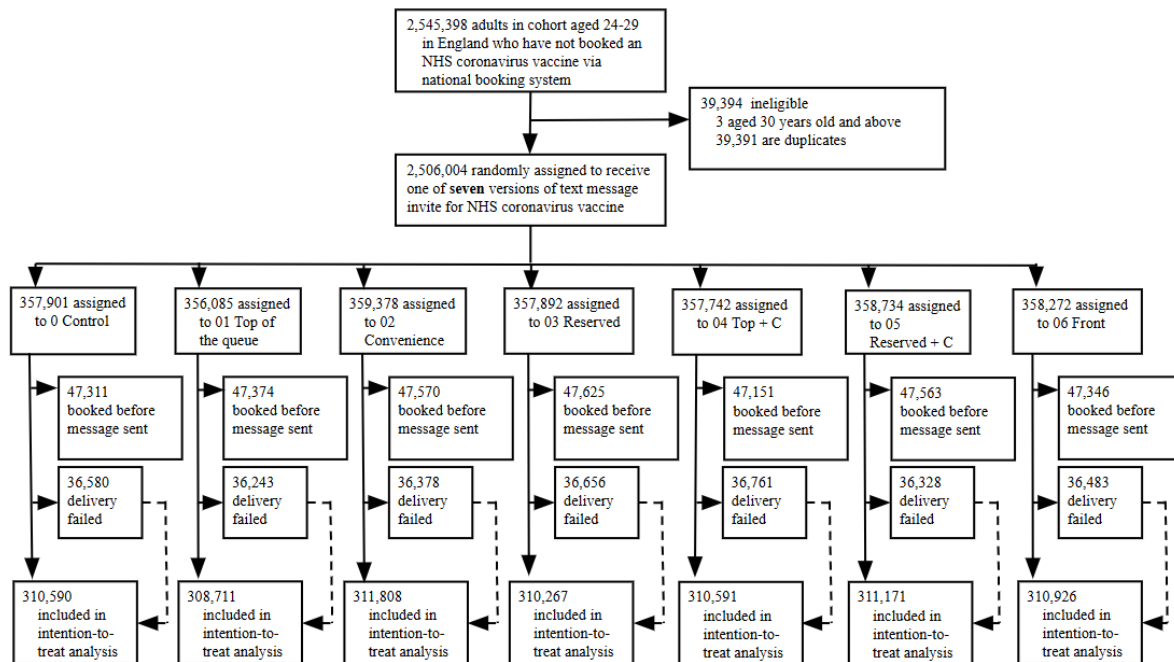 2,545,398 adults in cohort aged 24-29
in England who have not booked an
NHS coronavirus vaccine via
national booking system
39,394 ineligible
3 aged 30 years old and above
39,391 are duplicates
2,506,004 randomly assigned to receive
one of seven versions of text message
invite for NHS coronavirus vaccine
357,901 assigned
to 0 Control
356,085 assigned
to 01 Top of
the queue
359,378 assigned
to 02
Convenience
357,892 assigned
to 03 Reserved
357,742 assigned
to 04 Top + C
358,734 assigned
to 05
Reserved + C
358,272 assigned
to 06 Front
47,311
booked before
message sent
47,374
booked before
message sent
47,570
booked before
message sent
47,625
booked before
message sent
47,151
booked before
message sent
47,563
booked before
message sent
47,346
booked before
message sent
36,580
delivery
failed
36,243
delivery
failed
36,378
delivery
failed
36,656
delivery
failed
36,761
delivery
failed
36,328
delivery
failed
36,483
delivery
failed
310,590
included in
intention-to-
treat analysis
308,711
included in
intention-to-
treat analysis
311,808
included in
intention-to-
treat analysis
310,267
included in
intention-to-
treat analysis
310,591
included in
intention-to-
treat analysis
311,171
included in
intention-to-
treat analysis
310,926
included in
intention-to-
treat analysis